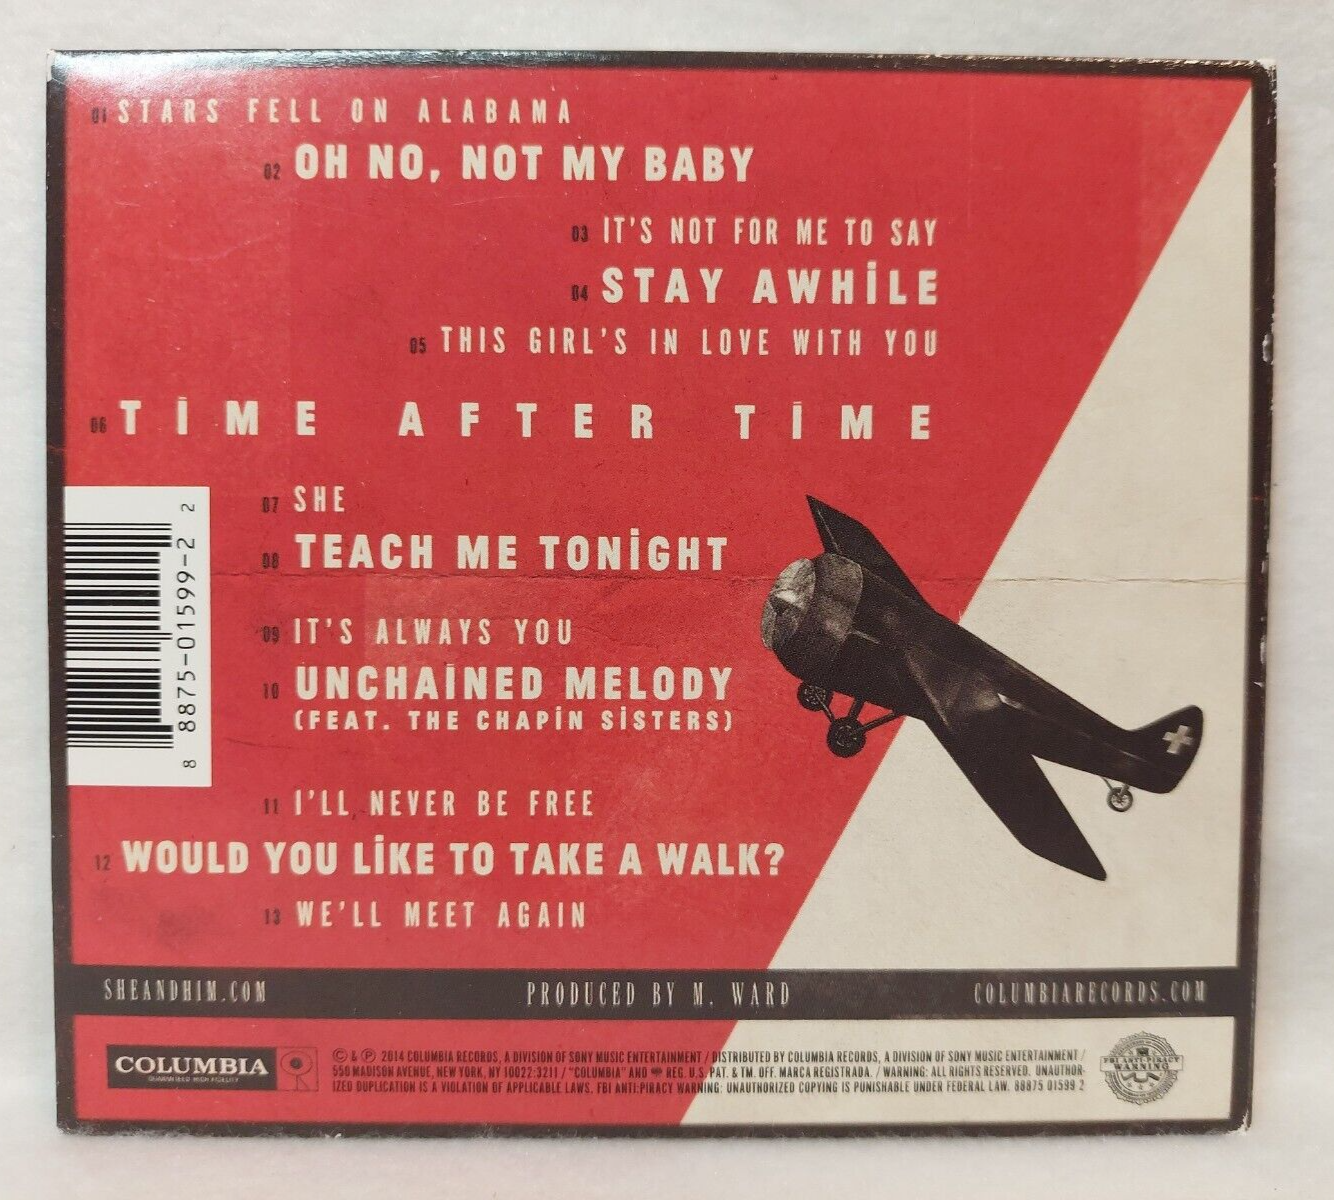 01 STARS FELL ON ALABAMA
02 OH NO, NOT MY BABY
03 IT'S NOT FOR ME TO SAY
04 STAY AWHILE
05 THIS GIRL'S IN LOVE WITH YOU
06 TIME AFTER TIME
07 SHE
08 TEACH ME TONIGHT
09 IT'S ALWAYS YOU
10 UNCHAINED MELODY
(FEAT. THE CHAPIN SISTERS)
11 I'LL NEVER BE FREE
12 WOULD YOU LIKE TO TAKE A WALK?
13 WE'LL MEET AGAIN
8 8875-01599-2 2
SHEANDHIM.COM PRODUCED BY M. WARD COLUMBIARECORDS.COM
COLUMBIA
GUARANTEED HIGH FIDELITY
© & ℗ 2014 COLUMBIA RECORDS, A DIVISION OF SONY MUSIC ENTERTAINMENT / DISTRIBUTED BY COLUMBIA RECORDS, A DIVISION OF SONY MUSIC ENTERTAINMENT /
550 MADISON AVENUE, NEW YORK, NY 10022-3211 / "COLUMBIA" AND REG. U.S. PAT. & TM. OFF. MARCA REGISTRADA. / WARNING: ALL RIGHTS RESERVED. UNAUTHOR-
IZED DUPLICATION IS A VIOLATION OF APPLICABLE LAWS. FBI ANTI-PIRACY WARNING: UNAUTHORIZED COPYING IS PUNISHABLE UNDER FEDERAL LAW. 88875 01599 2
FBI ANTI-PIRACY
WARNING